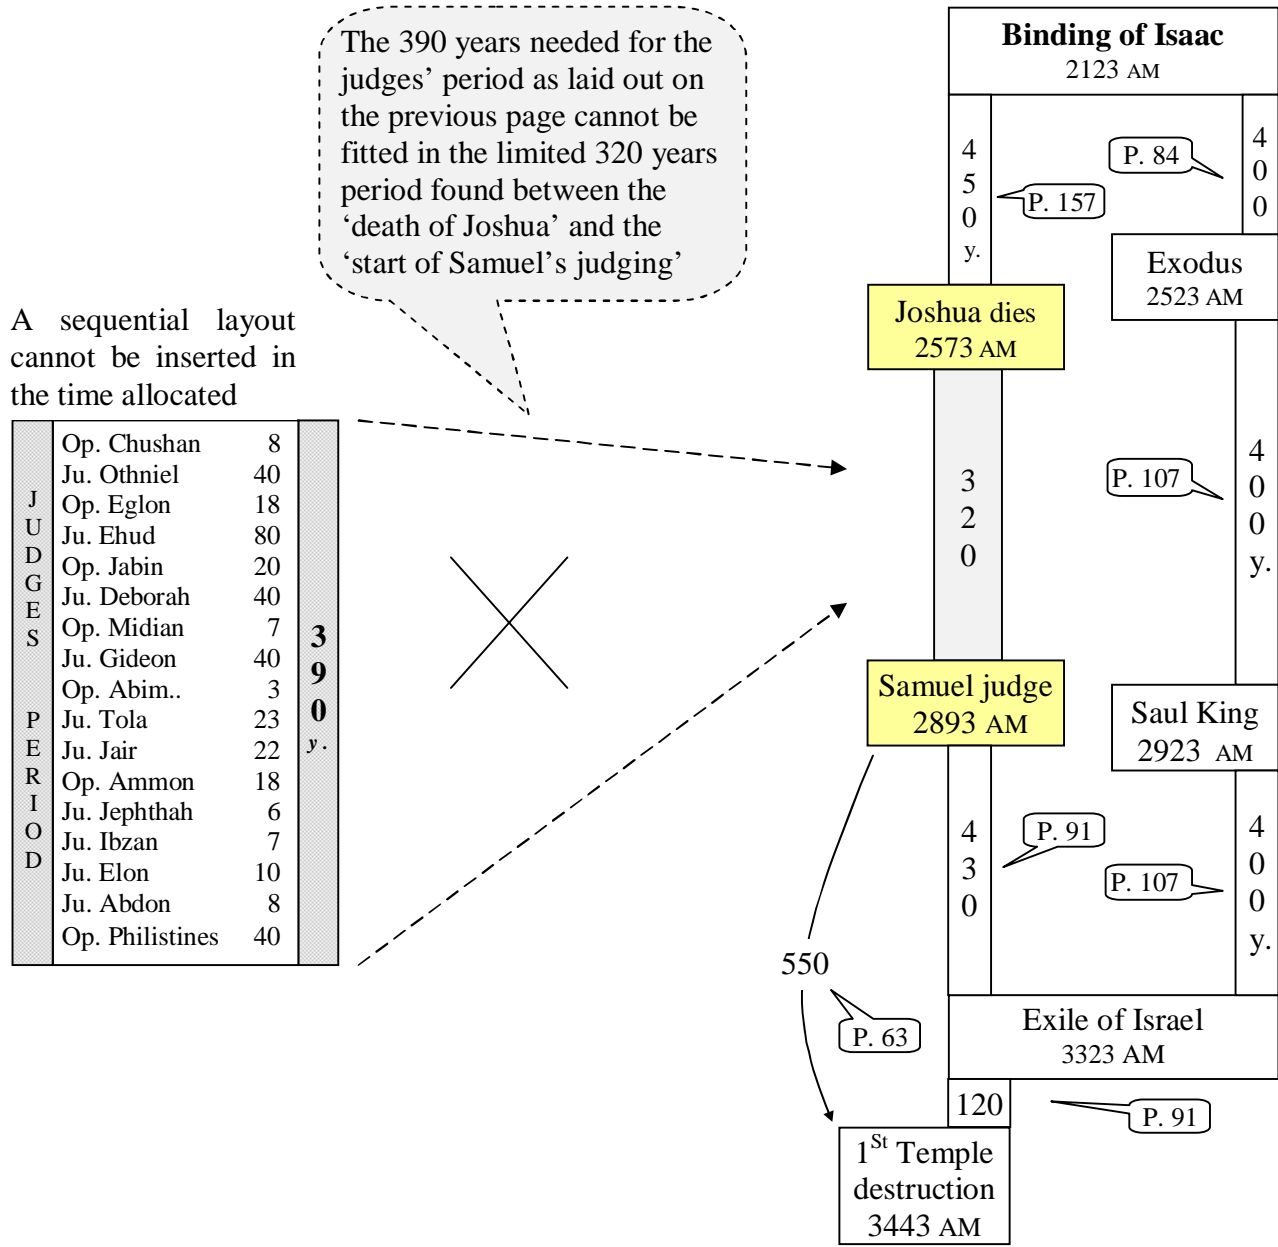 The 390 years needed for the
judges’ period as laid out on
the previous page cannot be
fitted in the limited 320 years
period found between the
‘death of Joshua’ and the
‘start of Samuel’s judging’
A sequential layout
cannot be inserted in
the time allocated
JUDGES PERIOD
Op. Chushan 8
Ju. Othniel 40
Op. Eglon 18
Ju. Ehud 80
Op. Jabin 20
Ju. Deborah 40
Op. Midian 7
Ju. Gideon 40
Op. Abim.. 3
Ju. Tola 23
Ju. Jair 22
Op. Ammon 18
Ju. Jephthah 6
Ju. Ibzan 7
Ju. Elon 10
Ju. Abdon 8
Op. Philistines 40
390 y.
Binding of Isaac
2123 AM
450 y.
P. 157
P. 84
400
Exodus
2523 AM
Joshua dies
2573 AM
320
P. 107
400 y.
Samuel judge
2893 AM
Saul King
2923 AM
430
P. 91
P. 107
400 y.
550
P. 63
Exile of Israel
3323 AM
120
P. 91
1St Temple
destruction
3443 AM